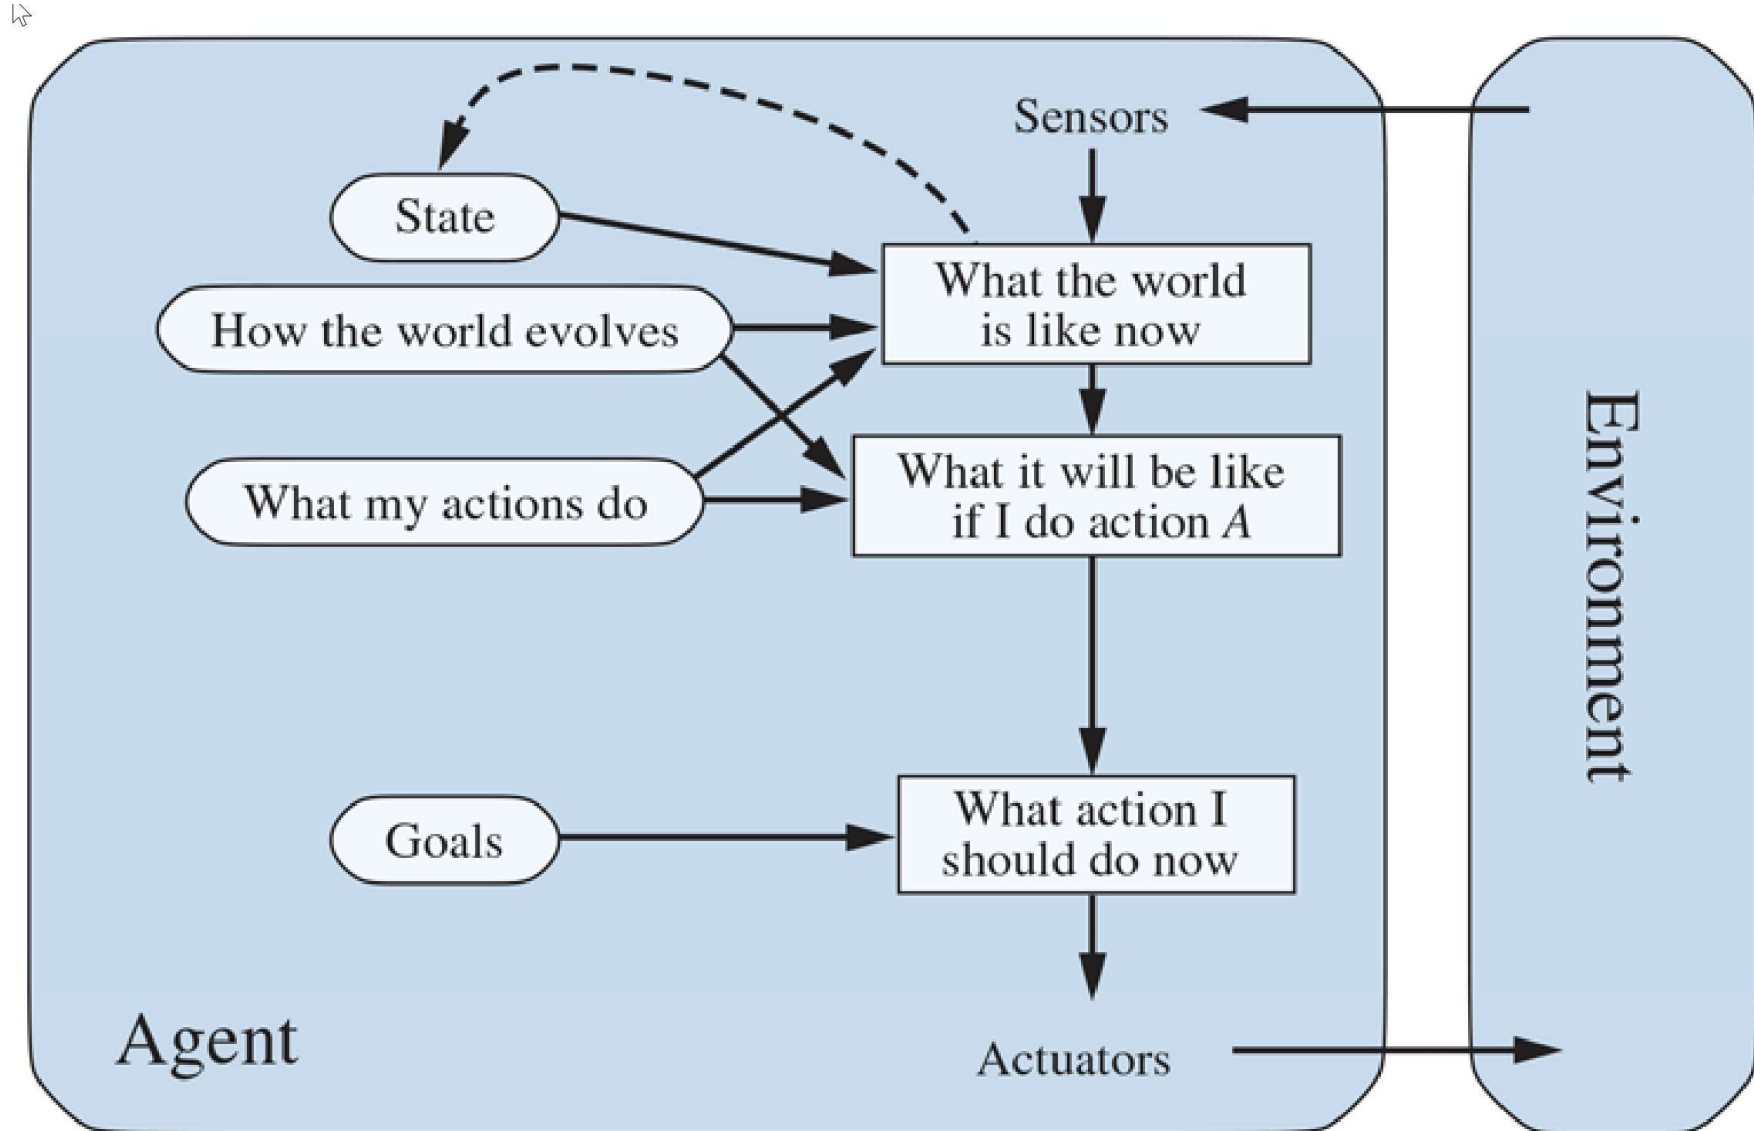 Sensors
State
What the world
is like now
How the world evolves
What my actions do
What it will be like
if I do action A
Goals
What action I
should do now
Agent
Actuators
Environment